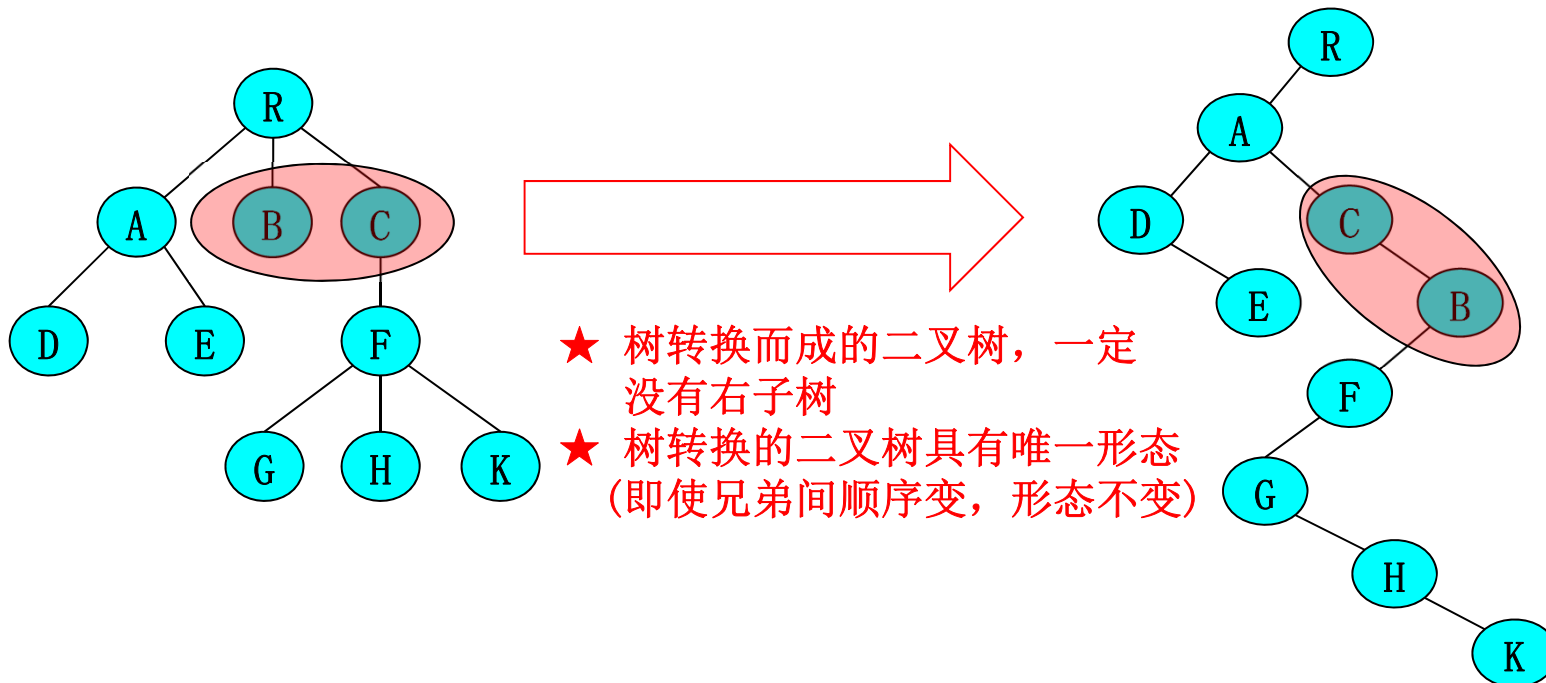 R
A
B
C
D
E
F
G
H
K
★ 树转换而成的二叉树，一定
没有右子树
★ 树转换的二叉树具有唯一形态
(即使兄弟间顺序变，形态不变)
R
A
D
C
E
B
F
G
H
K